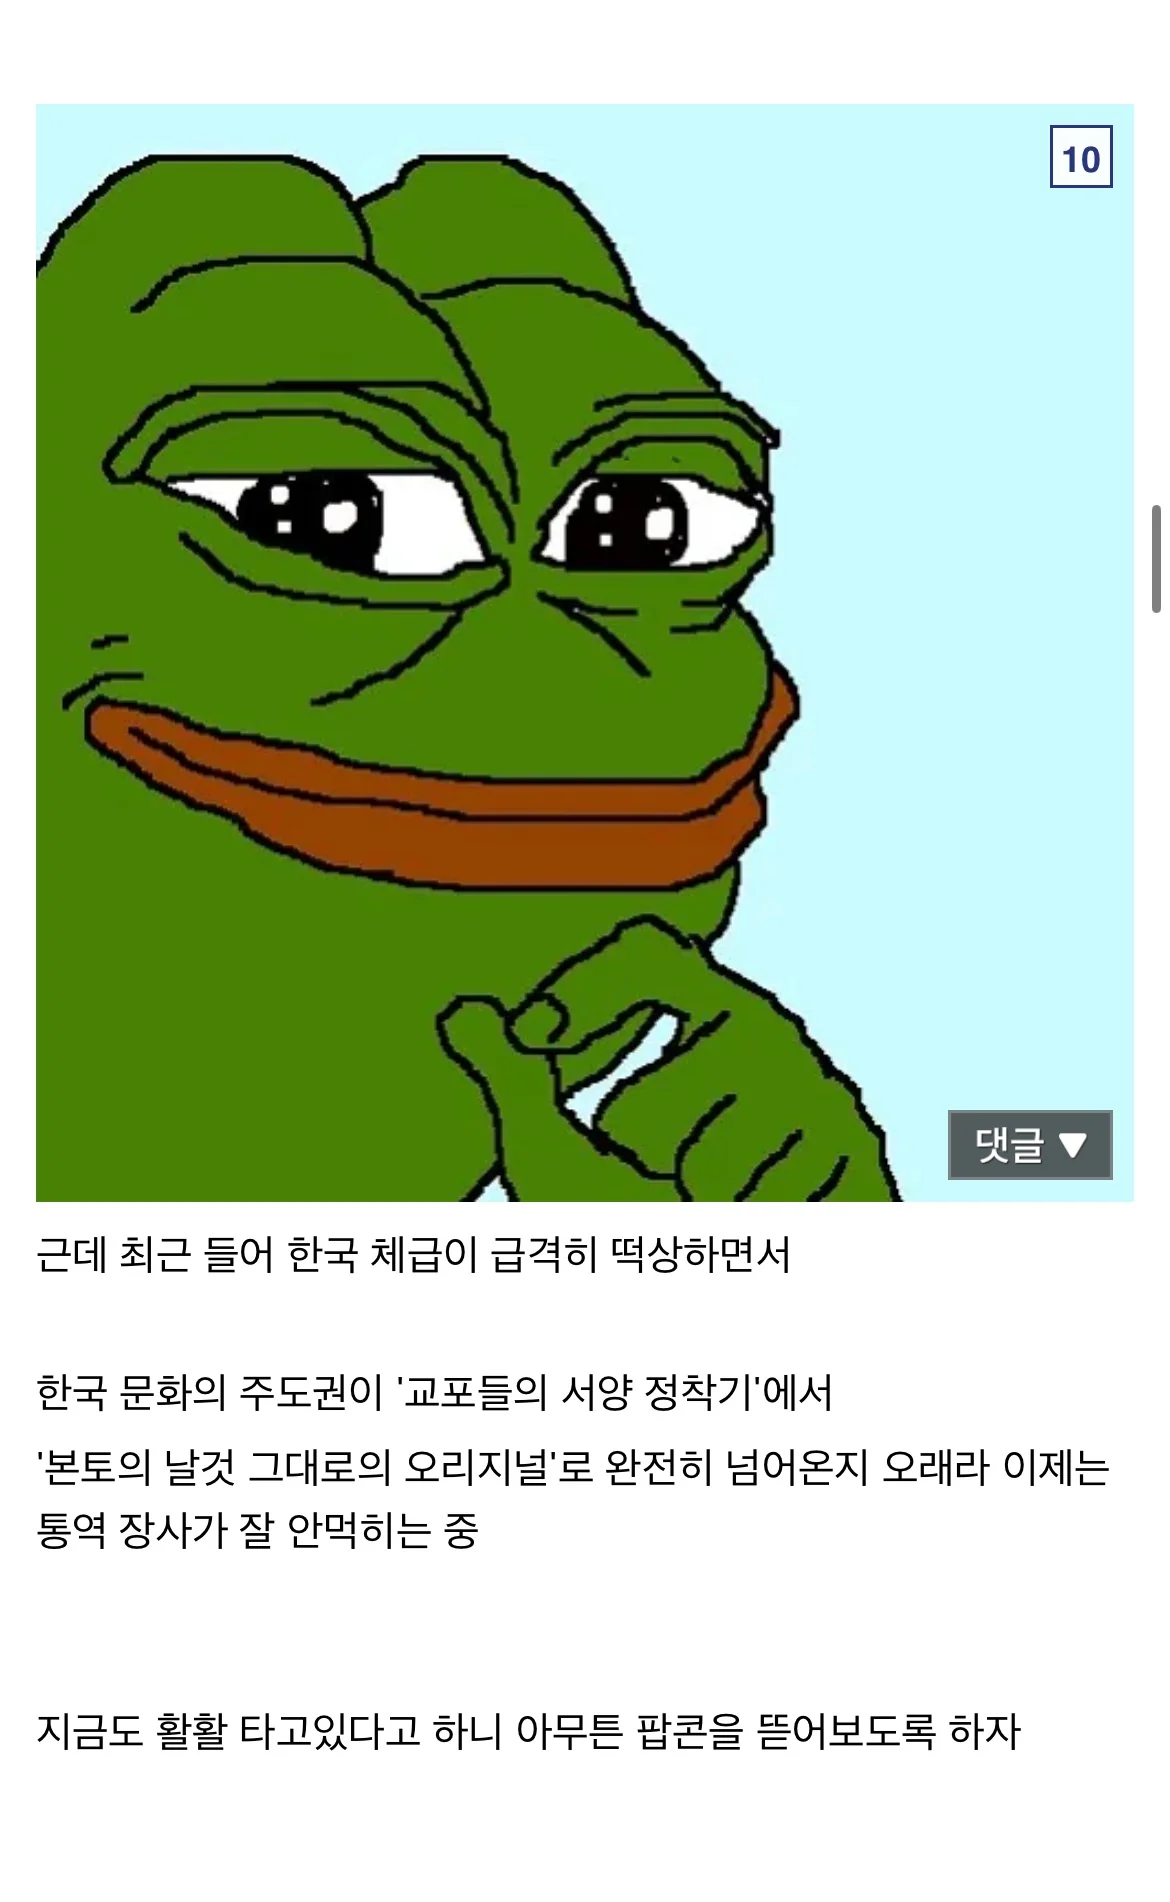 10
댓글 ▼
근데 최근 들어 한국 체급이 급격히 떡상하면서
한국 문화의 주도권이 '교포들의 서양 정착기'에서
'본토의 날것 그대로의 오리지널'로 완전히 넘어온지 오래라 이제는
통역 장사가 잘 안먹히는 중
지금도 활활 타고있다고 하니 아무튼 팝콘을 뜯어보도록 하자